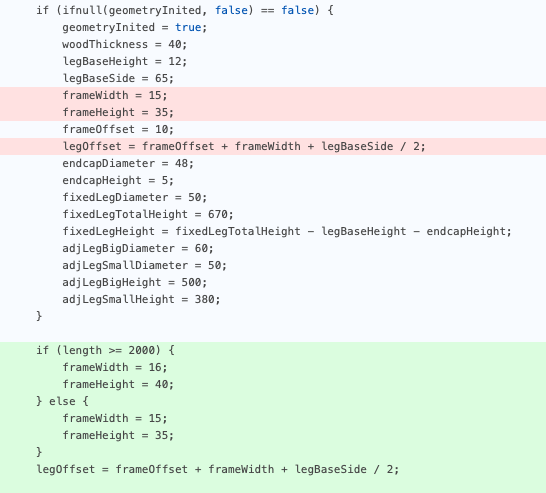 if (ifnull(geometryInited, false) == false) {
    geometryInited = true;
    woodThickness = 40;
    legBaseHeight = 12;
    legBaseSide = 65;
    frameWidth = 15;
    frameHeight = 35;
    frameOffset = 10;
    legOffset = frameOffset + frameWidth + legBaseSide / 2;
    endcapDiameter = 48;
    endcapHeight = 5;
    fixedLegDiameter = 50;
    fixedLegTotalHeight = 670;
    fixedLegHeight = fixedLegTotalHeight - legBaseHeight - endcapHeight;
    adjLegBigDiameter = 60;
    adjLegSmallDiameter = 50;
    adjLegBigHeight = 500;
    adjLegSmallHeight = 380;
}
if (length >= 2000) {
    frameWidth = 16;
    frameHeight = 40;
} else {
    frameWidth = 15;
    frameHeight = 35;
}
legOffset = frameOffset + frameWidth + legBaseSide / 2;